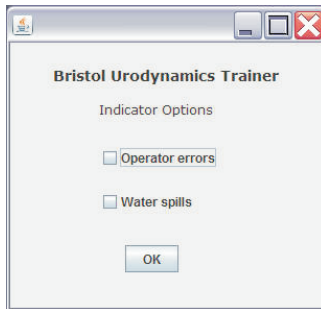 Bristol Urodynamics Trainer
Indicator Options
Operator errors
Water spills
OK